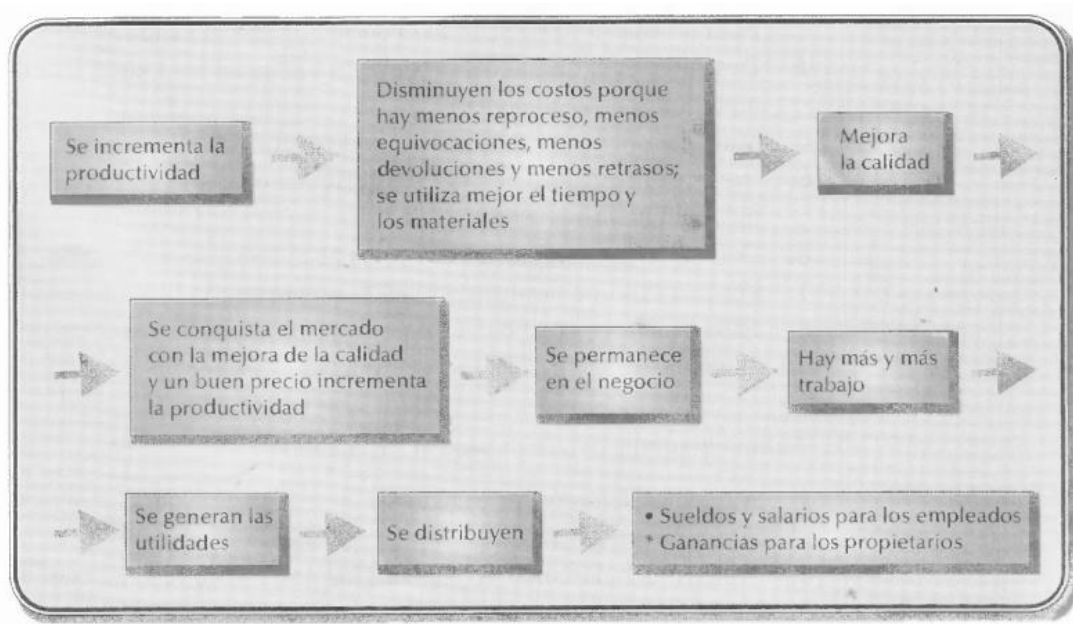 Se incrementa la
productividad
Disminuyen los costos porque
hay menos reproceso, menos
equivocaciones, menos
devoluciones y menos retrasos;
se utiliza mejor el tiempo y
los materiales
Mejora
la calidad
Se conquista el mercado
con la mejora de la calidad
y un buen precio incrementa
la productividad
Se permanece
en el negocio
Hay más y más
trabajo
Se generan las
utilidades
Se distribuyen
• Sueldos y salarios para los empleados
* Ganancias para los propietarios